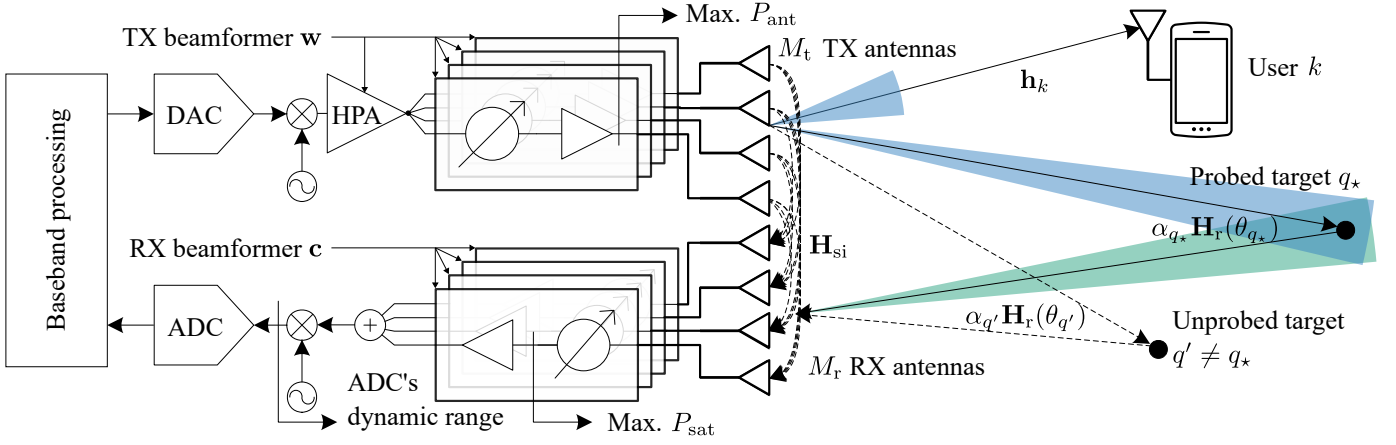 Max. $P_{\text{ant}}$
TX beamformer $\mathbf{w}$
$M_{\text{t}}$ TX antennas
$\mathbf{h}_k$
User $k$
DAC
HPA
Baseband processing
Probed target $q_\star$
$\alpha_{q_\star}\mathbf{H}_{\text{r}}(\theta_{q_\star})$
RX beamformer $\mathbf{c}$
$\mathbf{H}_{\text{si}}$
ADC
+
$\alpha_{q'}\mathbf{H}_{\text{r}}(\theta_{q'})$
Unprobed target
$q' \neq q_\star$
$M_{\text{r}}$ RX antennas
ADC's
dynamic range
Max. $P_{\text{sat}}$